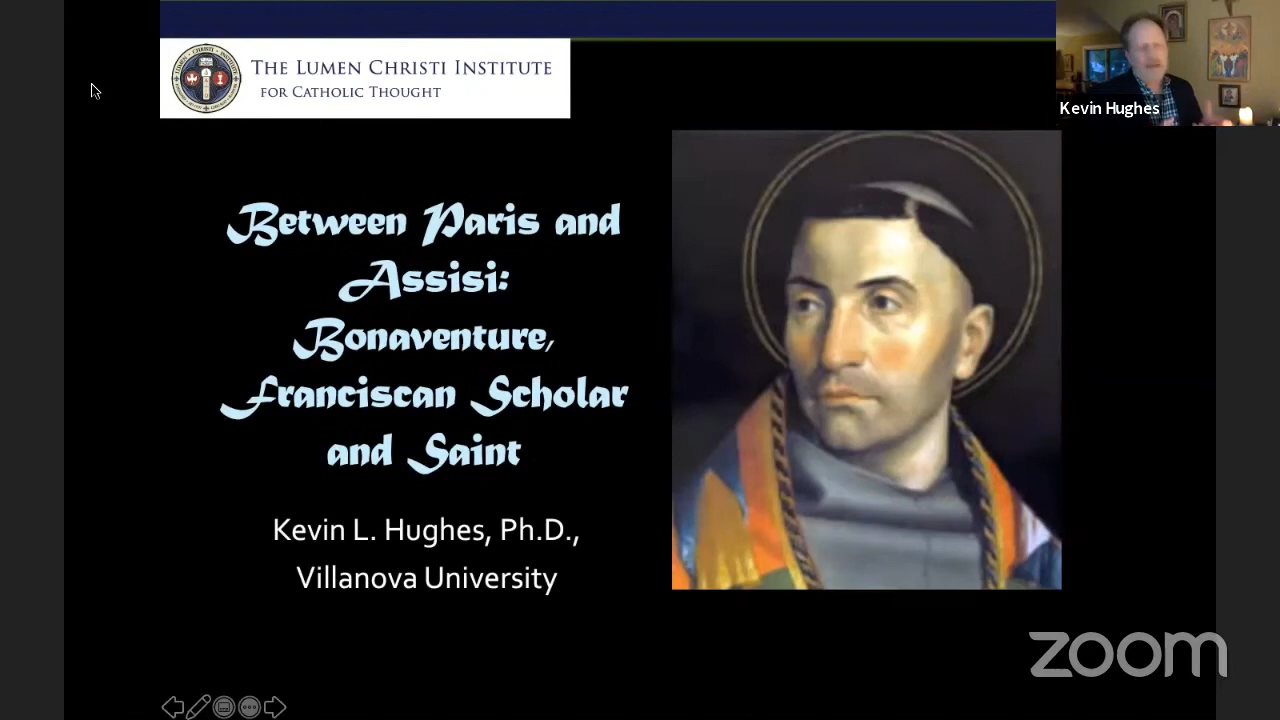 THE LUMEN CHRISTI INSTITUTE
FOR CATHOLIC THOUGHT
Kevin Hughes
Between Paris and
Assisi:
Bonaventure,
Franciscan Scholar
and Saint
Kevin L. Hughes, Ph.D.,
Villanova University
zoom